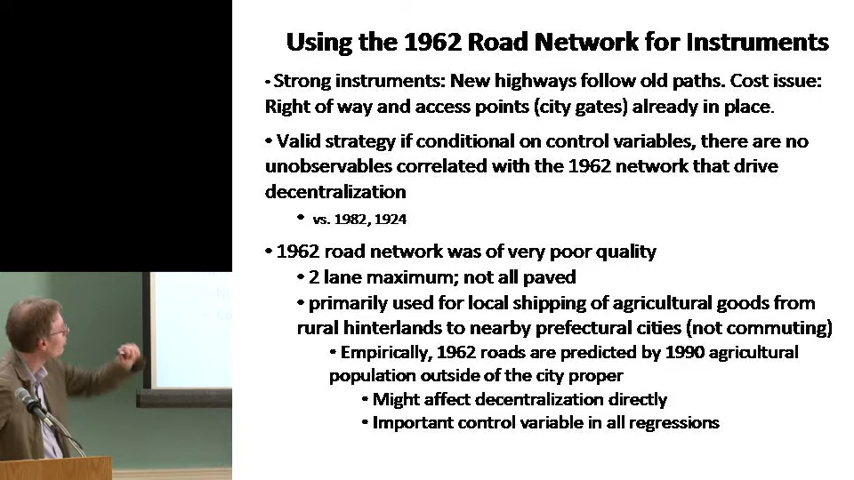 Using the 1962 Road Network for Instruments
• Strong instruments: New highways follow old paths. Cost issue:
Right of way and access points (city gates) already in place.
• Valid strategy if conditional on control variables, there are no
unobservables correlated with the 1962 network that drive
decentralization
• vs. 1982, 1924
• 1962 road network was of very poor quality
• 2 lane maximum; not all paved
• primarily used for local shipping of agricultural goods from
rural hinterlands to nearby prefectural cities (not commuting)
• Empirically, 1962 roads are predicted by 1990 agricultural
population outside of the city proper
• Might affect decentralization directly
• Important control variable in all regressions